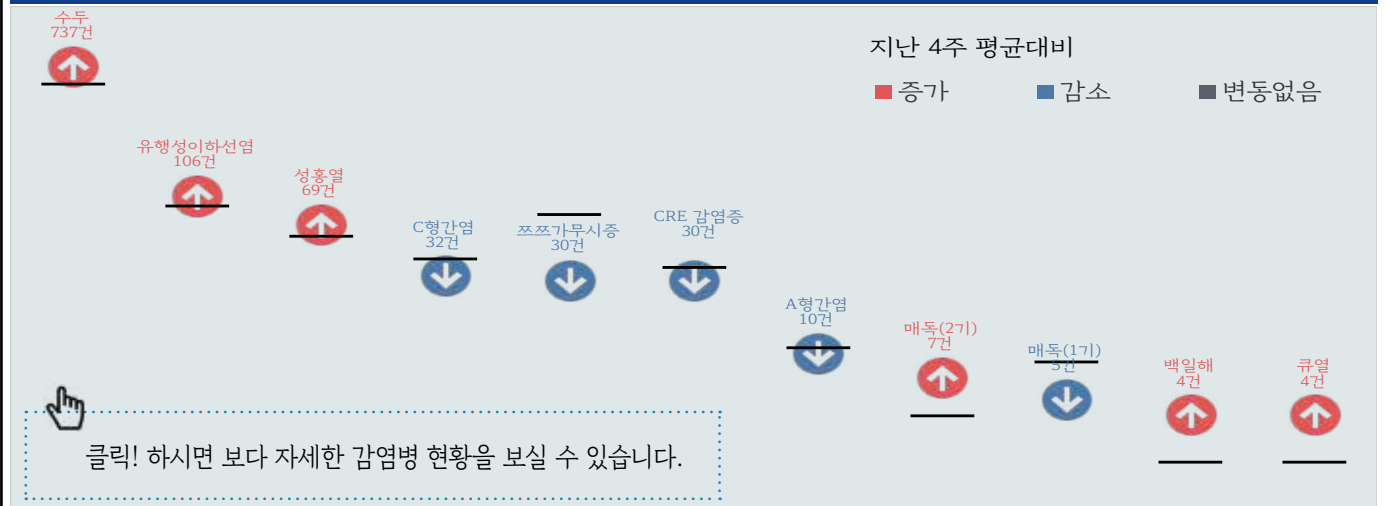 수두
737건
지난 4주 평균대비
증가
감소
변동없음
유행성이하선염
106건
성홍열
69건
C형간염
32건
쯔쯔가무시증
30건
CRE 감염증
30건
A형간염
10건
매독(2기)
7건
매독(1기)
5건
백일해
4건
큐열
4건
클릭! 하시면 보다 자세한 감염병 현황을 보실 수 있습니다.